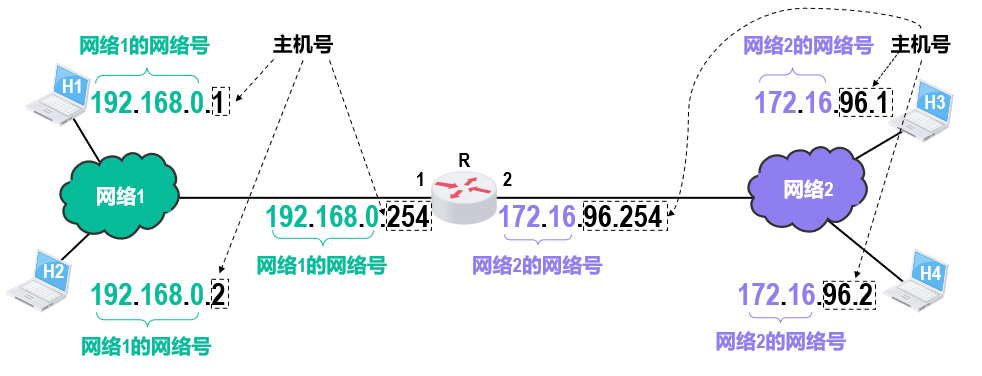 网络1的网络号
主机号
网络2的网络号
主机号
H1
192.168.0.1
172.16.96.1
H3
R
1
2
网络1
网络2
192.168.0.254
172.16.96.254
网络1的网络号
网络2的网络号
H2
192.168.0.2
172.16.96.2
H4
网络1的网络号
网络2的网络号